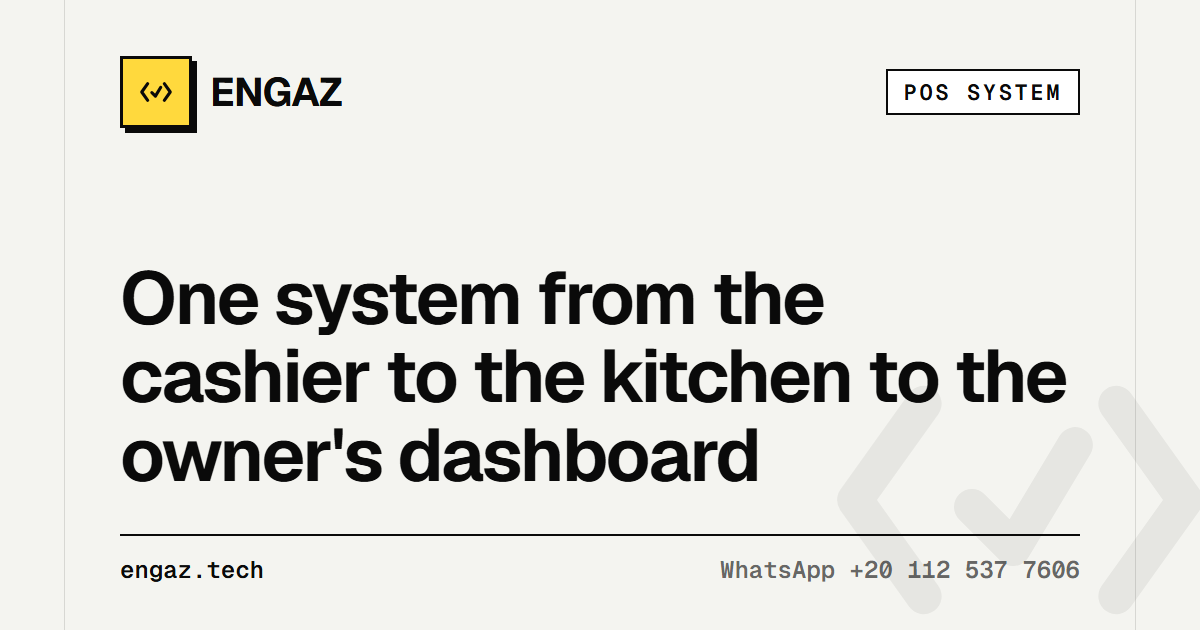 ENGAZ
POS SYSTEM
One system from the
cashier to the kitchen to the
owner's dashboard
engaz.tech
WhatsApp +20 112 537 7606